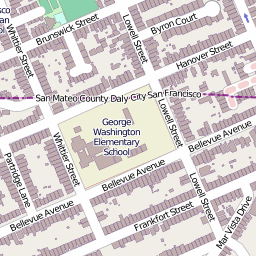 sco
an
o
Brunswick Street
Lowell Street
Byron Court
Whittier Street
Hanover Street
San Mateo County Daly City San Francisco
George
Washington
Elementary
School
Lowell Street
Bellevue Avenue
Whittier Street
Partridge Lane
Bellevue Avenue
Lowell Street
Frankfort Street
Mar Vista Drive